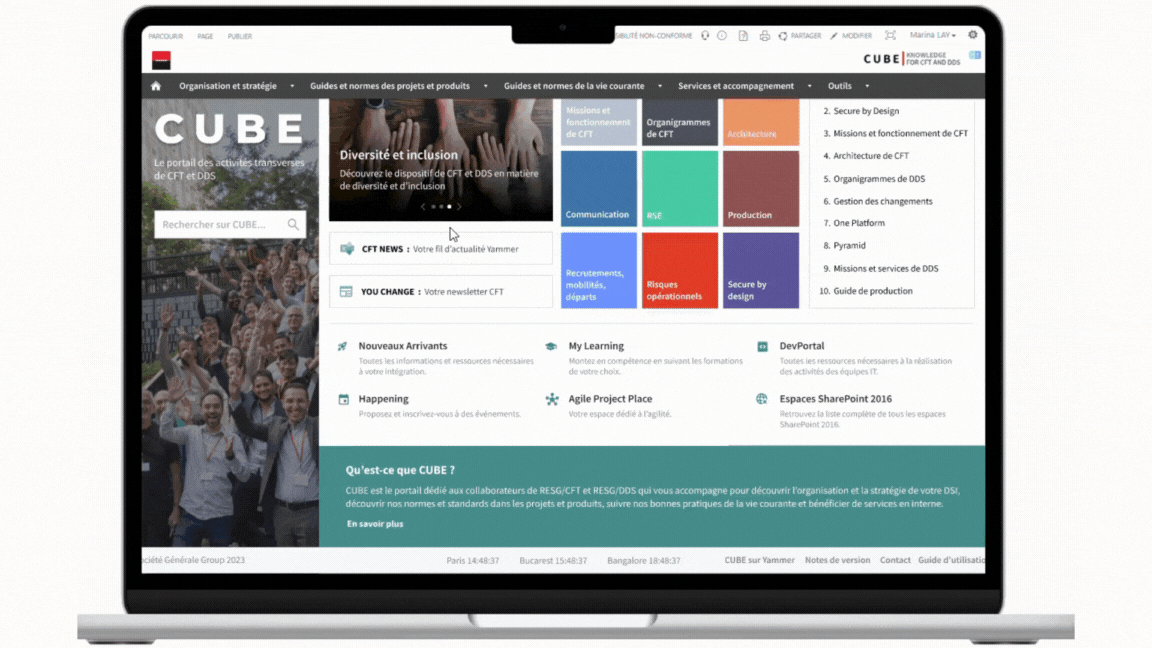 PARCOURIR PAGE PUBLIER
SIBILITÉ NON-CONFORME PARTAGER MODIFIER Marina LAY
CUBE KNOWLEDGE
FOR CFT AND DDS
Organisation et stratégie Guides et normes des projets et produits Guides et normes de la vie courante Services et accompagnement Outils
CUBE
Le portail des activités transverses
de CFT et DDS
Rechercher sur CUBE...
Diversité et inclusion
Découvrez le dispositif de CFT et DDS en matière
de diversité et d'inclusion
CFT NEWS : Votre fil d'actualité Yammer
YOU CHANGE : Votre newsletter CFT
Missions et
fonctionnement
de CFT
Organigrammes
de CFT
Architecture
Communication
RSE
Production
Recrutements,
mobilités,
départs
Risques
opérationnels
Secure by
design
2. Secure by Design
3. Missions et fonctionnement de CFT
4. Architecture de CFT
5. Organigrammes de DDS
6. Gestion des changements
7. One Platform
8. Pyramid
9. Missions et services de DDS
10. Guide de production
Nouveaux Arrivants
Toutes les informations et ressources nécessaires
à votre intégration.
My Learning
Montez en compétence en suivant les formations
de votre choix.
DevPortal
Toutes les ressources nécessaires à la réalisation
des activités des équipes IT.
Happening
Proposez et inscrivez-vous à des événements.
Agile Project Place
Votre espace dédié à l'agilité.
Espaces SharePoint 2016
Retrouvez la liste complète de tous les espaces
SharePoint 2016.
Qu'est-ce que CUBE ?
CUBE est le portail dédié aux collaborateurs de RESG/CFT et RESG/DDS qui vous accompagne pour découvrir l'organisation et la stratégie de votre DSI,
découvrir nos normes et standards dans les projets et produits, suivre nos bonnes pratiques de la vie courante et bénéficier de services en interne.
En savoir plus
ociété Générale Group 2023 Paris 14:48:37 Bucarest 15:48:37 Bangalore 18:48:37 CUBE sur Yammer Notes de version Contact Guide d'utilisatio